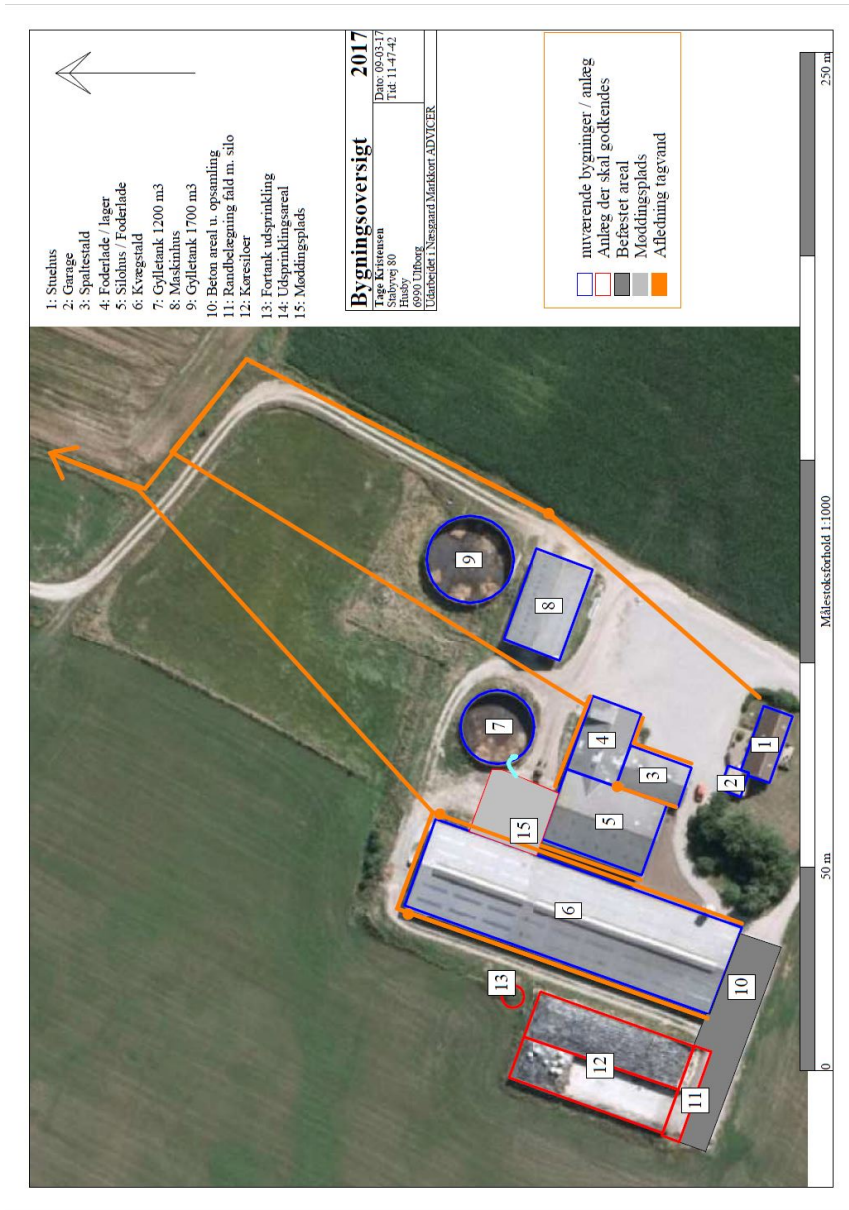 1: Stuehus
2: Garage
3: Spaltestald
4: Foderlade / lager
5: Silohus / Foderlade
6: Kvægstald
7: Gylletank 1200 m3
8: Maskinhus
9: Gylletank 1700 m3
10: Beton areal u. opsamling
11: Randbelægning fald m. silo
12: Køresiloer
13: Fortank udsprinkling
14: Udsprinklingsareal
15: Møddingsplads
Bygningsoversigt 2017
Tage Kristensen
Stabyvej 80
Husby
6990 Ulfborg
Dato: 09-03-17
Tid: 11-47-42
Udarbejdet i Næsgaard Markkort ADVICER
nuværende bygninger / anlæg
Anlæg der skal godkendes
Befæstet areal
Møddingsplads
Afledning tagvand
9
8
7
4
3
1
2
5
15
6
13
12
11
10
0
50 m
Målestoksforhold 1:1000
250 m